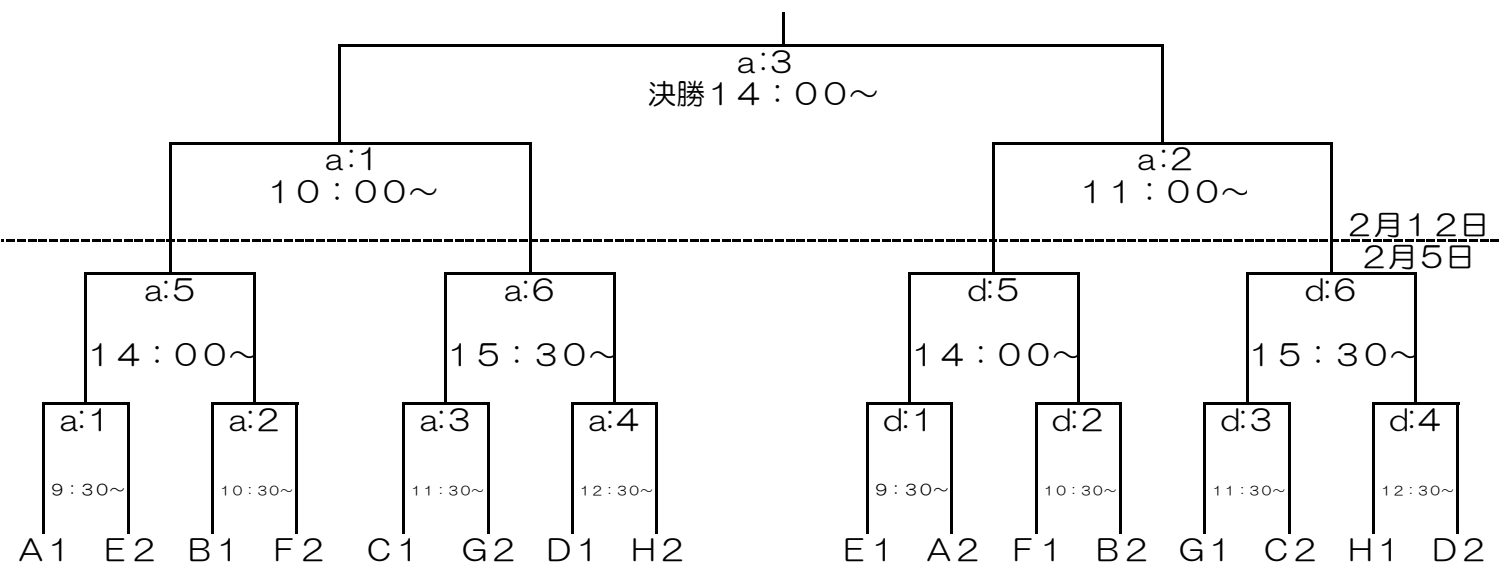 a:3
決勝14:00~
a:1
10:00~
a:2
11:00~
2月12日
2月5日
a:5
a:6
d:5
d:6
14:00~
15:30~
14:00~
15:30~
a:1
a:2
a:3
a:4
d:1
d:2
d:3
d:4
9:30~
10:30~
11:30~
12:30~
9:30~
10:30~
11:30~
12:30~
A1 E2 B1 F2 C1 G2 D1 H2 E1 A2 F1 B2 G1 C2 H1 D2